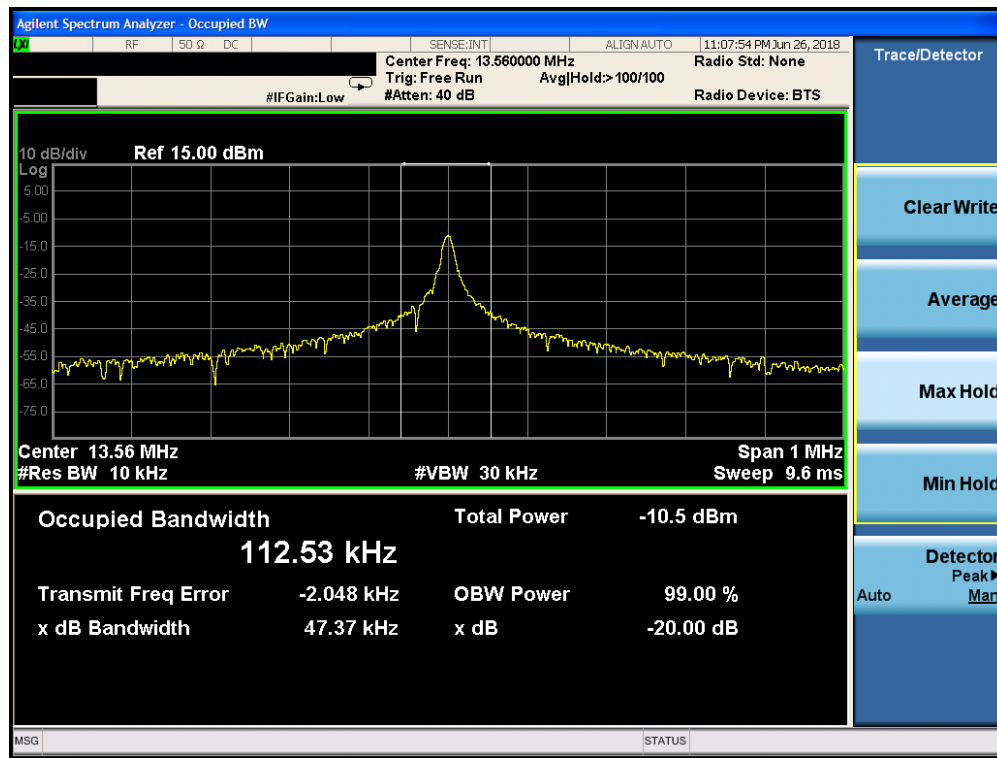 Agilent Spectrum Analyzer - Occupied BW
LXI RF 50 Ω DC SENSE:INT ALIGN AUTO 11:07:54 PM Jun 26, 2018
Center Freq: 13.560000 MHz Radio Std: None
Trig: Free Run Avg|Hold:> 100/100
#IFGain:Low #Atten: 40 dB Radio Device: BTS
10 dB/div Ref 15.00 dBm
Log
5.00
-5.00
-15.0
-25.0
-35.0
-45.0
-55.0
-65.0
-75.0
Center 13.56 MHz Span 1 MHz
#Res BW 10 kHz #VBW 30 kHz Sweep 9.6 ms
Occupied Bandwidth Total Power -10.5 dBm
112.53 kHz
Transmit Freq Error -2.048 kHz OBW Power 99.00 %
x dB Bandwidth 47.37 kHz x dB -20.00 dB
MSG STATUS
Trace/Detector
Clear Write
Average
Max Hold
Min Hold
Detector
Peak▶
Auto Man